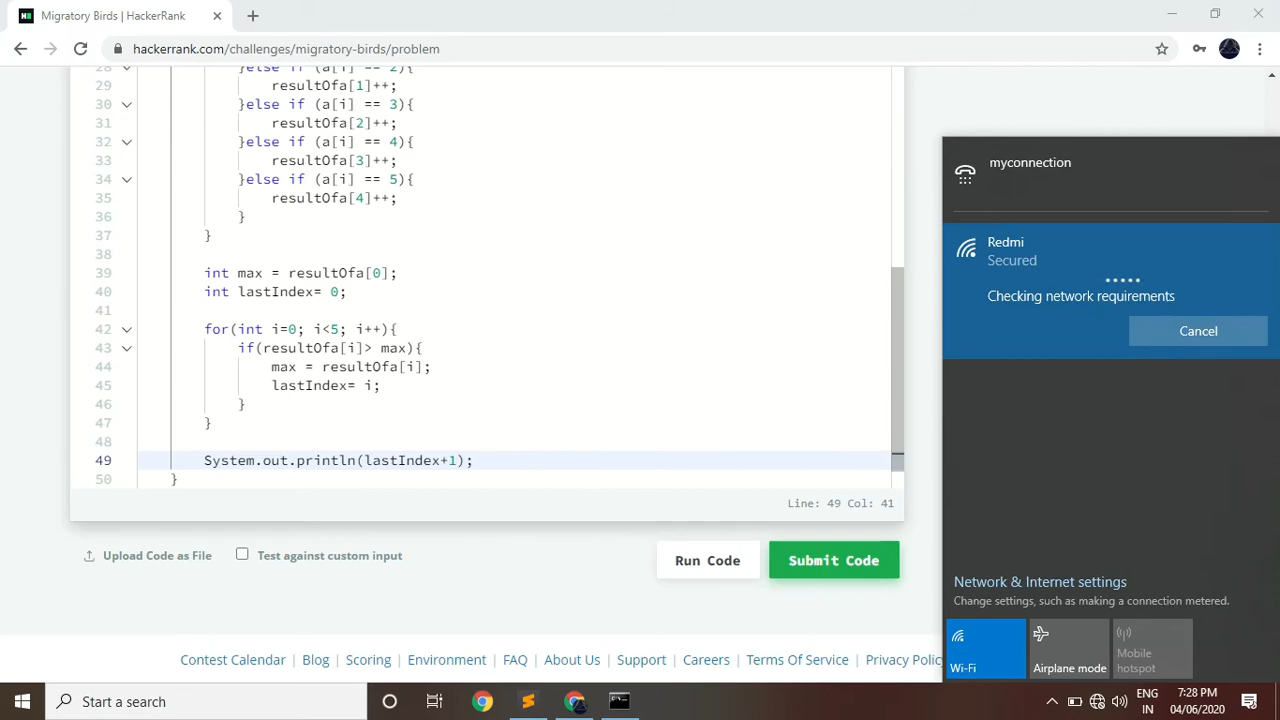 Migratory Birds | HackerRank
hackerrank.com/challenges/migratory-birds/problem
28 }else if (a[i] == 2){
29 resultOfa[1]++;
30 }else if (a[i] == 3){
31 resultOfa[2]++;
32 }else if (a[i] == 4){
33 resultOfa[3]++;
34 }else if (a[i] == 5){
35 resultOfa[4]++;
36 }
37 }
38
39 int max = resultOfa[0];
40 int lastIndex= 0;
41
42 for(int i=0; i<5; i++){
43 if(resultOfa[i]> max){
44 max = resultOfa[i];
45 lastIndex= i;
46 }
47 }
48
49 System.out.println(lastIndex+1);
50 }
Line: 49 Col: 41
Upload Code as File
Test against custom input
Run Code
Submit Code
Contest Calendar | Blog | Scoring | Environment | FAQ | About Us | Support | Careers | Terms Of Service | Privacy Policy
myconnection
Redmi
Secured
Checking network requirements
Cancel
Network & Internet settings
Change settings, such as making a connection metered.
Wi-Fi
Airplane mode
Mobile
hotspot
Start a search
ENG
IN
7:28 PM
04/06/2020